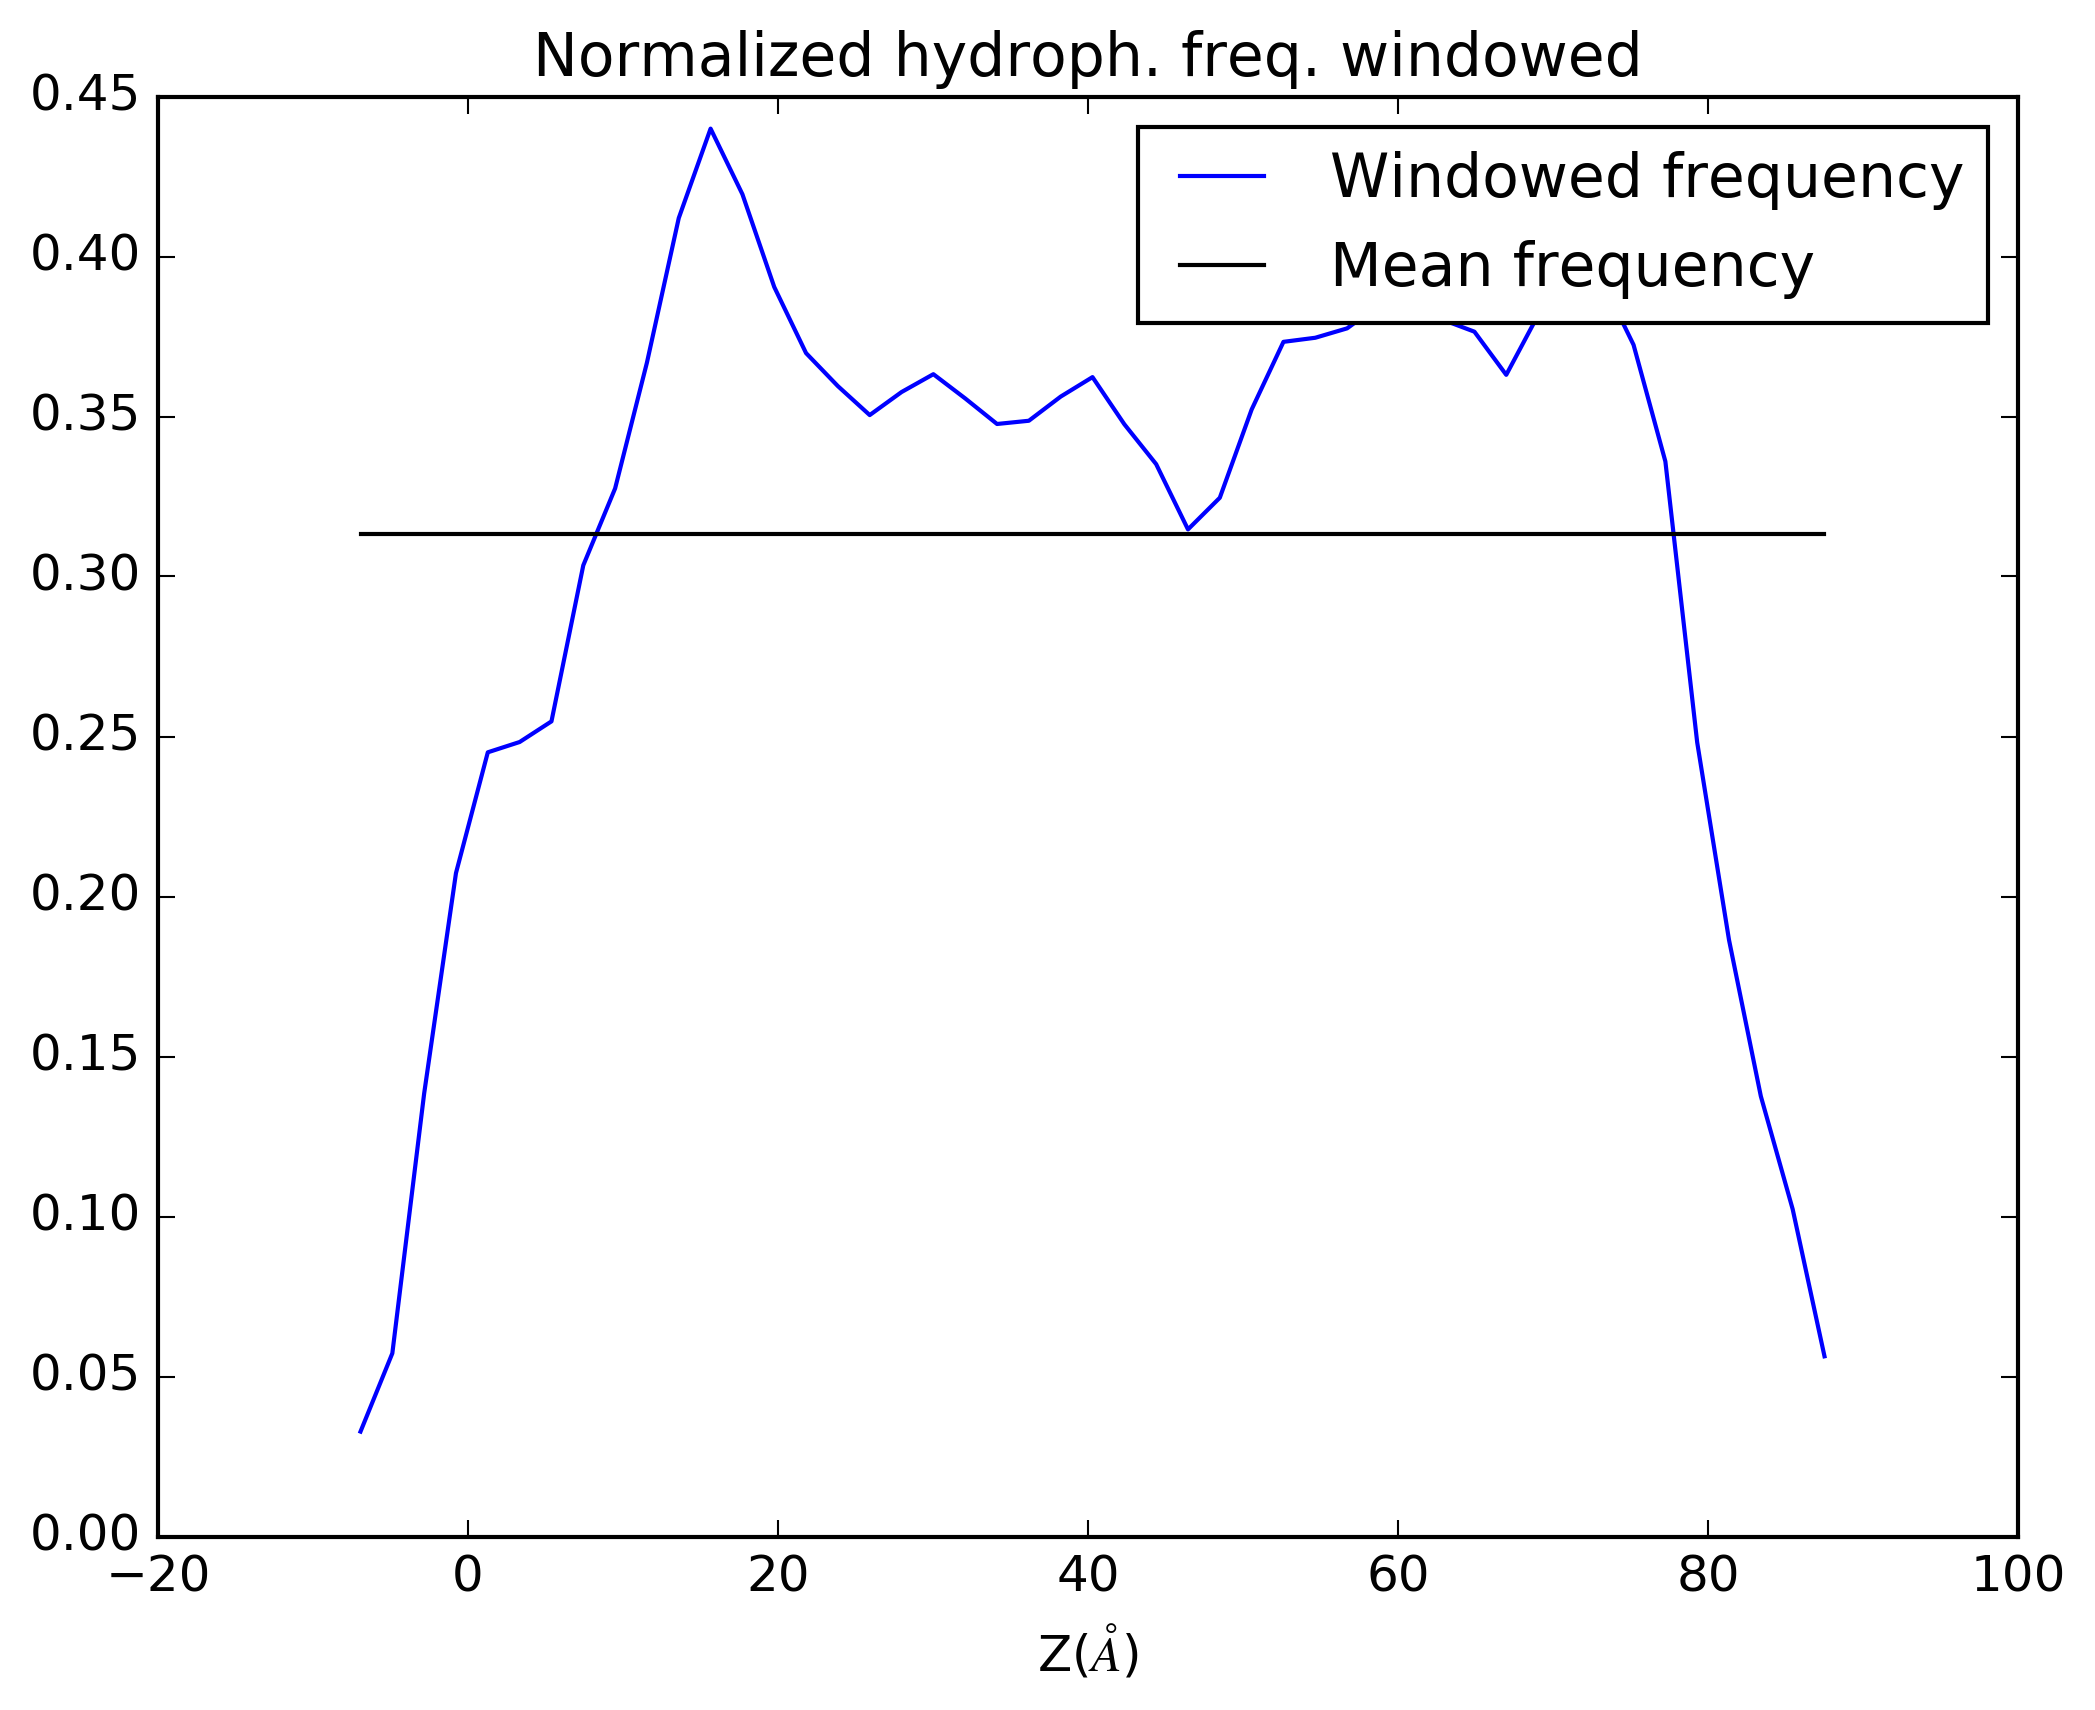 Normalized hydroph. freq. windowed
0.45
0.40
0.35
0.30
0.25
0.20
0.15
0.10
0.05
0.00
Windowed frequency
Mean frequency
−20 0 20 40 60 80 100
Z(Å)